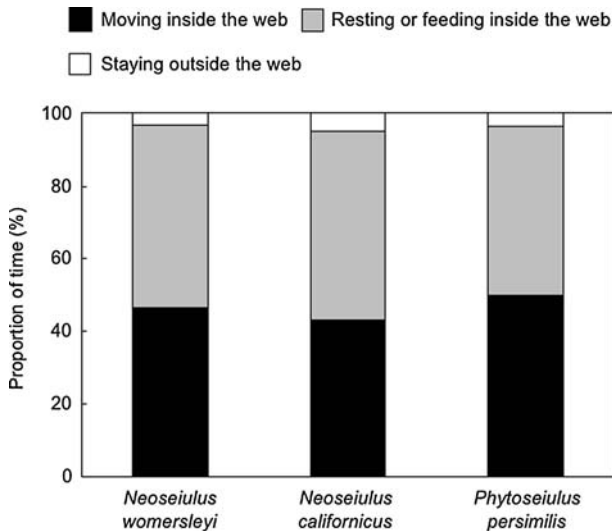 Moving inside the web
Resting or feeding inside the web
Staying outside the web
Proportion of time (%)
100
80
60
40
20
0
Neoseiulus
womersleyi
Neoseiulus
californicus
Phytoseiulus
persimilis